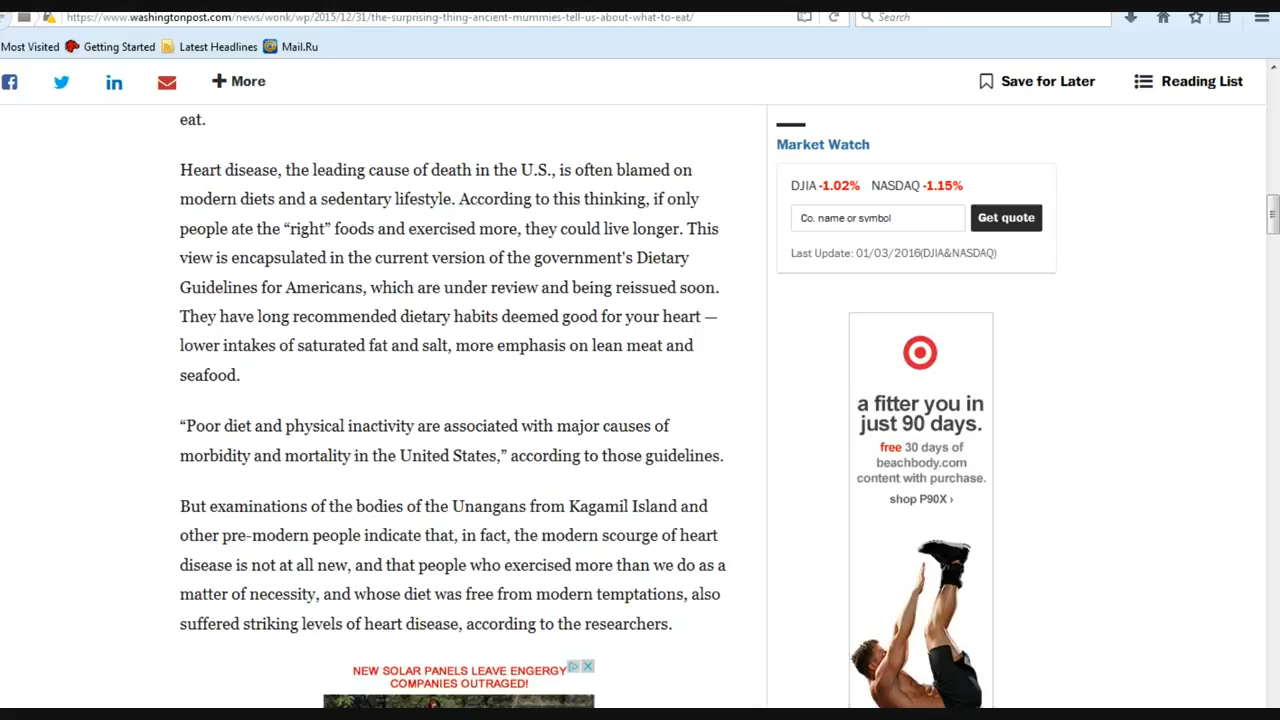 https://www.washingtonpost.com/news/wonk/wp/2015/12/31/the-surprising-thing-ancient-mummies-tell-us-about-what-to-eat/
Search
Most Visited Getting Started Latest Headlines Mail.Ru
More
Save for Later Reading List
eat.
Heart disease, the leading cause of death in the U.S., is often blamed on
modern diets and a sedentary lifestyle. According to this thinking, if only
people ate the “right” foods and exercised more, they could live longer. This
view is encapsulated in the current version of the government's Dietary
Guidelines for Americans, which are under review and being reissued soon.
They have long recommended dietary habits deemed good for your heart —
lower intakes of saturated fat and salt, more emphasis on lean meat and
seafood.
“Poor diet and physical inactivity are associated with major causes of
morbidity and mortality in the United States,” according to those guidelines.
But examinations of the bodies of the Unangans from Kagamil Island and
other pre-modern people indicate that, in fact, the modern scourge of heart
disease is not at all new, and that people who exercised more than we do as a
matter of necessity, and whose diet was free from modern temptations, also
suffered striking levels of heart disease, according to the researchers.
NEW SOLAR PANELS LEAVE ENGERGY
COMPANIES OUTRAGED!
Market Watch
DJIA -1.02% NASDAQ -1.15%
Co. name or symbol Get quote
Last Update: 01/03/2016(DJIA&NASDAQ)
a fitter you in
just 90 days.
free 30 days of
beachbody.com
content with purchase.
shop P90X ›